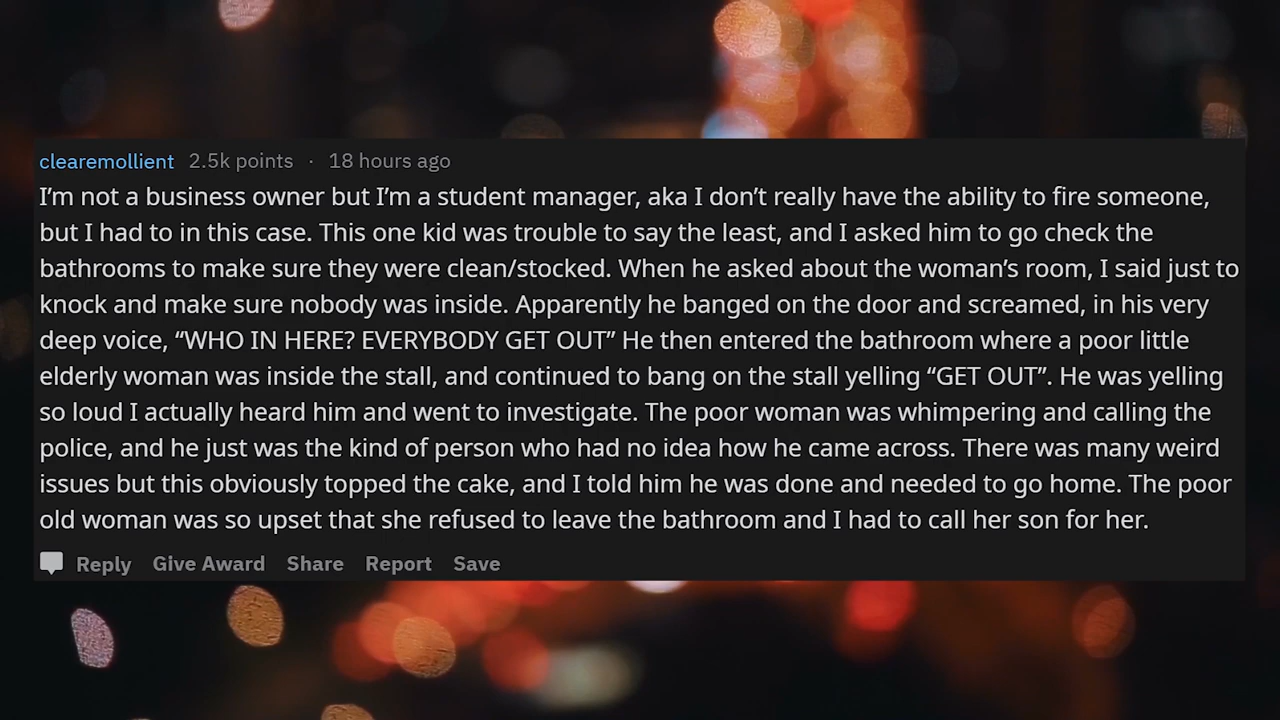 clearemollient 2.5k points · 18 hours ago
I’m not a business owner but I’m a student manager, aka I don’t really have the ability to fire someone,
but I had to in this case. This one kid was trouble to say the least, and I asked him to go check the
bathrooms to make sure they were clean/stocked. When he asked about the woman’s room, I said just to
knock and make sure nobody was inside. Apparently he banged on the door and screamed, in his very
deep voice, “WHO IN HERE? EVERYBODY GET OUT” He then entered the bathroom where a poor little
elderly woman was inside the stall, and continued to bang on the stall yelling “GET OUT”. He was yelling
so loud I actually heard him and went to investigate. The poor woman was whimpering and calling the
police, and he just was the kind of person who had no idea how he came across. There was many weird
issues but this obviously topped the cake, and I told him he was done and needed to go home. The poor
old woman was so upset that she refused to leave the bathroom and I had to call her son for her.
Reply Give Award Share Report Save